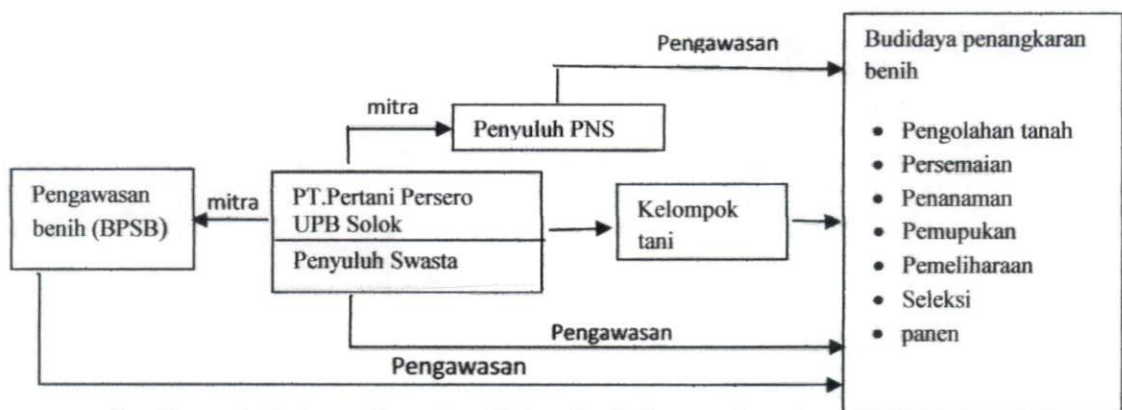 Pengawasan
mitra
Penyuluh PNS
Pengawasan
benih (BPSB)
mitra
PT.Pertani Persero
UPB Solok
Penyuluh Swasta
Kelompok
tani
Pengawasan
Pengawasan
Budidaya penangkaran
benih
• Pengolahan tanah
• Persemaian
• Penanaman
• Pemupukan
• Pemeliharaan
• Seleksi
• panen